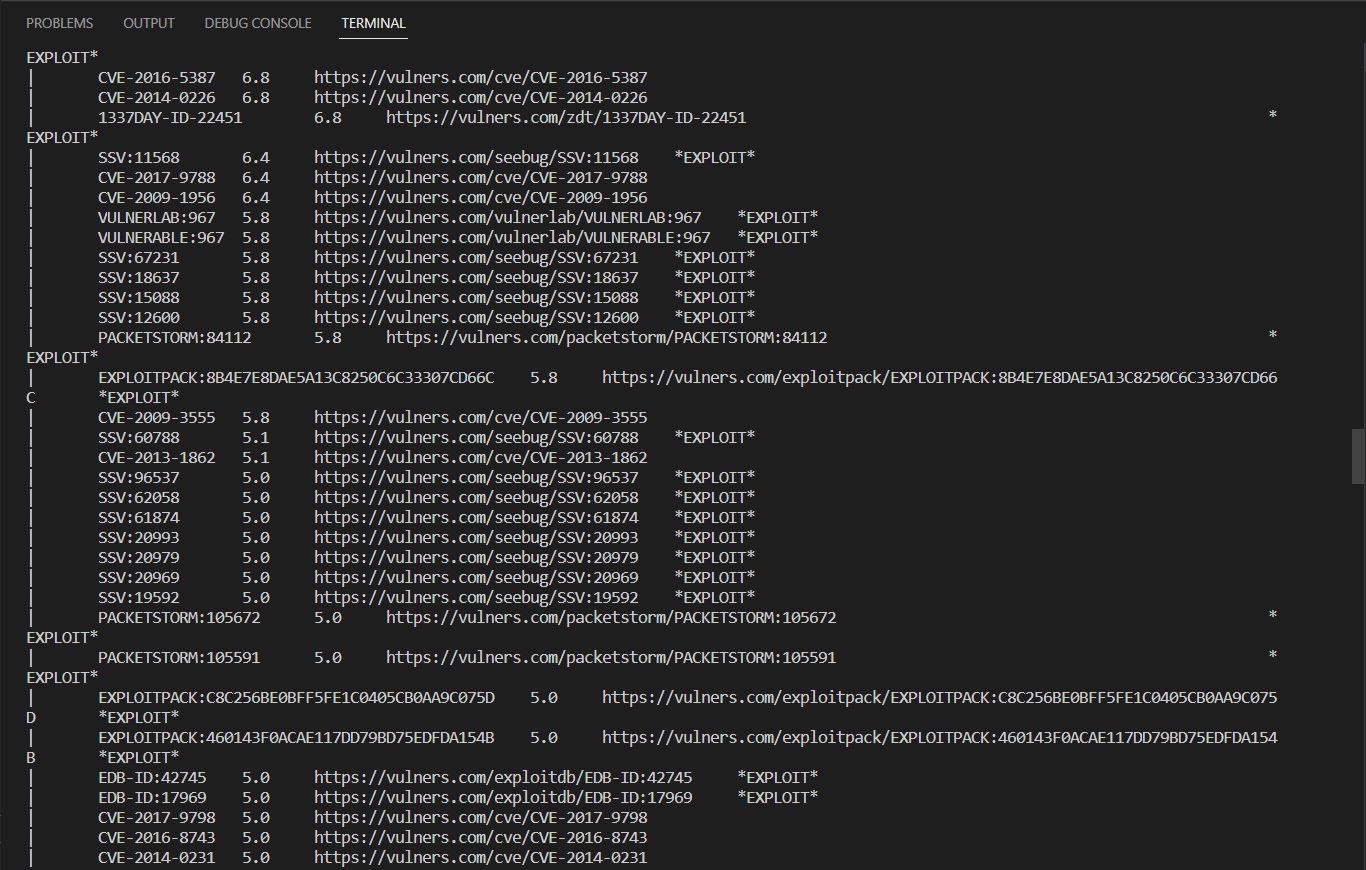 PROBLEMS OUTPUT DEBUG CONSOLE TERMINAL
EXPLOIT*
| CVE-2016-5387 6.8 https://vulners.com/cve/CVE-2016-5387
| CVE-2014-0226 6.8 https://vulners.com/cve/CVE-2014-0226
| 1337DAY-ID-22451 6.8 https://vulners.com/zdt/1337DAY-ID-22451 *
EXPLOIT*
| SSV:11568 6.4 https://vulners.com/seebug/SSV:11568 *EXPLOIT*
| CVE-2017-9788 6.4 https://vulners.com/cve/CVE-2017-9788
| CVE-2009-1956 6.4 https://vulners.com/cve/CVE-2009-1956
| VULNERLAB:967 5.8 https://vulners.com/vulnerlab/VULNERLAB:967 *EXPLOIT*
| VULNERABLE:967 5.8 https://vulners.com/vulnerlab/VULNERABLE:967 *EXPLOIT*
| SSV:67231 5.8 https://vulners.com/seebug/SSV:67231 *EXPLOIT*
| SSV:18637 5.8 https://vulners.com/seebug/SSV:18637 *EXPLOIT*
| SSV:15088 5.8 https://vulners.com/seebug/SSV:15088 *EXPLOIT*
| SSV:12600 5.8 https://vulners.com/seebug/SSV:12600 *EXPLOIT*
| PACKETSTORM:84112 5.8 https://vulners.com/packetstorm/PACKETSTORM:84112 *
EXPLOIT*
| EXPLOITPACK:8B4E7E8DAE5A13C8250C6C33307CD66C 5.8 https://vulners.com/exploitpack/EXPLOITPACK:8B4E7E8DAE5A13C8250C6C33307CD66
C *EXPLOIT*
| CVE-2009-3555 5.8 https://vulners.com/cve/CVE-2009-3555
| SSV:60788 5.1 https://vulners.com/seebug/SSV:60788 *EXPLOIT*
| CVE-2013-1862 5.1 https://vulners.com/cve/CVE-2013-1862
| SSV:96537 5.0 https://vulners.com/seebug/SSV:96537 *EXPLOIT*
| SSV:62058 5.0 https://vulners.com/seebug/SSV:62058 *EXPLOIT*
| SSV:61874 5.0 https://vulners.com/seebug/SSV:61874 *EXPLOIT*
| SSV:20993 5.0 https://vulners.com/seebug/SSV:20993 *EXPLOIT*
| SSV:20979 5.0 https://vulners.com/seebug/SSV:20979 *EXPLOIT*
| SSV:20969 5.0 https://vulners.com/seebug/SSV:20969 *EXPLOIT*
| SSV:19592 5.0 https://vulners.com/seebug/SSV:19592 *EXPLOIT*
| PACKETSTORM:105672 5.0 https://vulners.com/packetstorm/PACKETSTORM:105672 *
EXPLOIT*
| PACKETSTORM:105591 5.0 https://vulners.com/packetstorm/PACKETSTORM:105591 *
EXPLOIT*
| EXPLOITPACK:C8C256BE0BFF5FE1C0405CB0AA9C075D 5.0 https://vulners.com/exploitpack/EXPLOITPACK:C8C256BE0BFF5FE1C0405CB0AA9C075
D *EXPLOIT*
| EXPLOITPACK:460143F0ACAE117DD79BD75EDFDA154B 5.0 https://vulners.com/exploitpack/EXPLOITPACK:460143F0ACAE117DD79BD75EDFDA154
B *EXPLOIT*
| EDB-ID:42745 5.0 https://vulners.com/exploitdb/EDB-ID:42745 *EXPLOIT*
| EDB-ID:17969 5.0 https://vulners.com/exploitdb/EDB-ID:17969 *EXPLOIT*
| CVE-2017-9798 5.0 https://vulners.com/cve/CVE-2017-9798
| CVE-2016-8743 5.0 https://vulners.com/cve/CVE-2016-8743
| CVE-2014-0231 5.0 https://vulners.com/cve/CVE-2014-0231